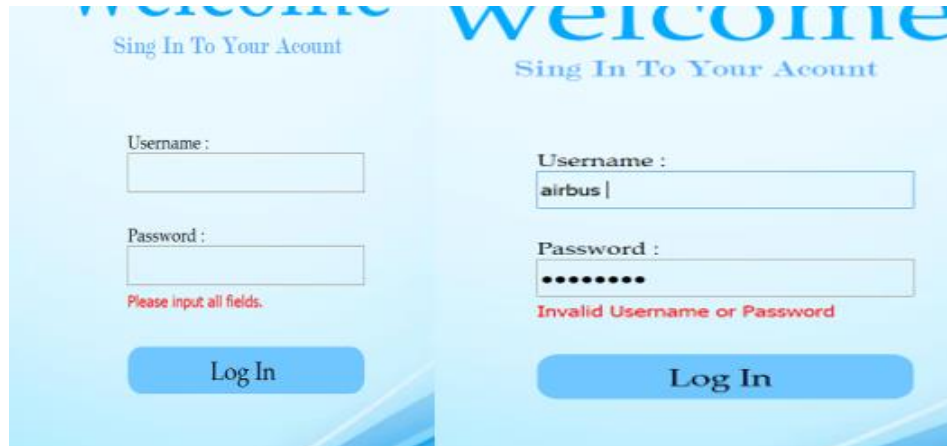 Welcome
Sing In To Your Acount
Username :
Password :
Please input all fields.
Log In
Welcome
Sing In To Your Acount
Username :
airbus
Password :
Invalid Username or Password
Log In